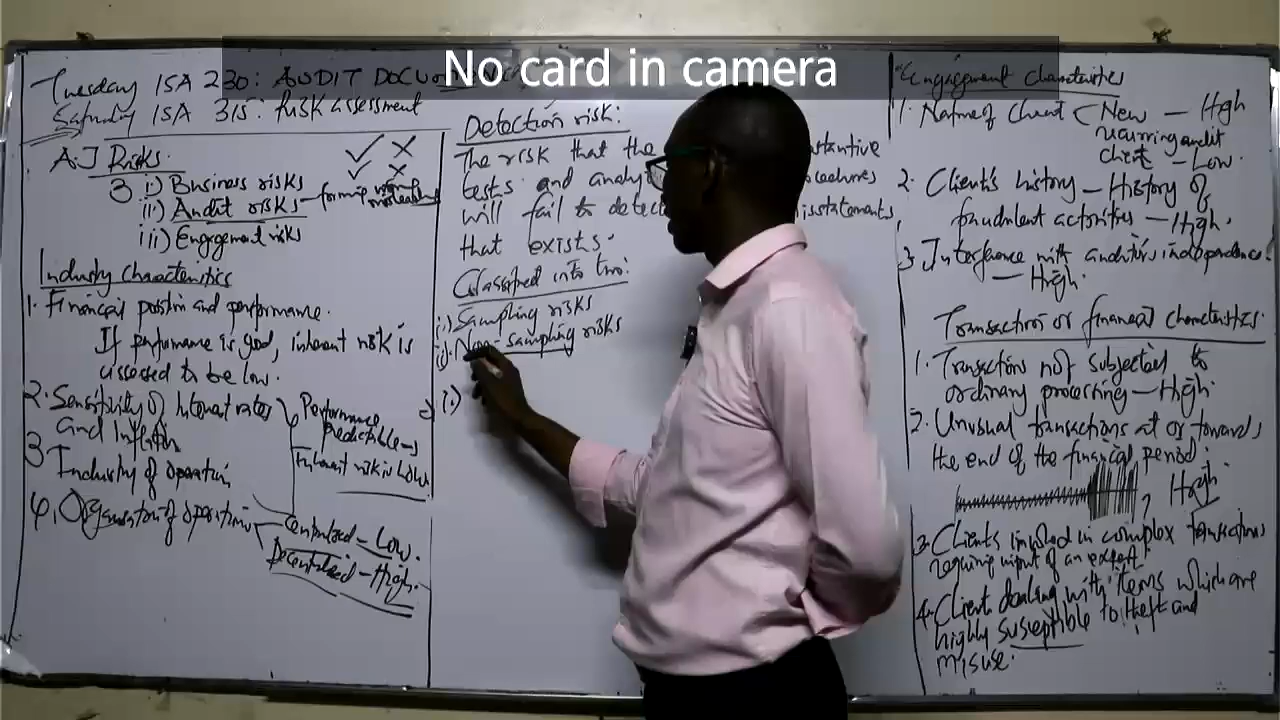 No card in camera
Tuesday ISA 230: AUDIT
Saturday ISA 315: RISK ASSESSMENT
A.J Risks.
3 i) Business risks
ii) Audit risks
iii) Engagement risks
Industry characteristics
1. Financial position and performance.
If performance is good, inherent risk is
assessed to be low.
2. Sensitivity of interest rates
and inflation
Performance
predictable
Inherent risk is low.
3 Industry of operation
4. Organisation of operations
Centralised - Low.
Decentralised - High.
Detection risk:
The risk that the
tests and
will fail to detect misstatements
that exists.
Classified into two:
i) Sampling risks
ii). Non-sampling risks
Engagement characteristics
1. Nature of client New - High
recurring audit
client - Low.
2. Client's history - History of
fraudulent activities - High.
3. Interference with auditors independence.
- High.
Transaction or financial characteristics.
1. Transactions not subjected to
ordinary processing - High.
2. Unusual transactions at or towards
the end of the financial period.
High
3. Clients involved in complex transactions
requiring input of an expert.
4. Client dealing with items which are
highly suseptible to theft and
misuse.